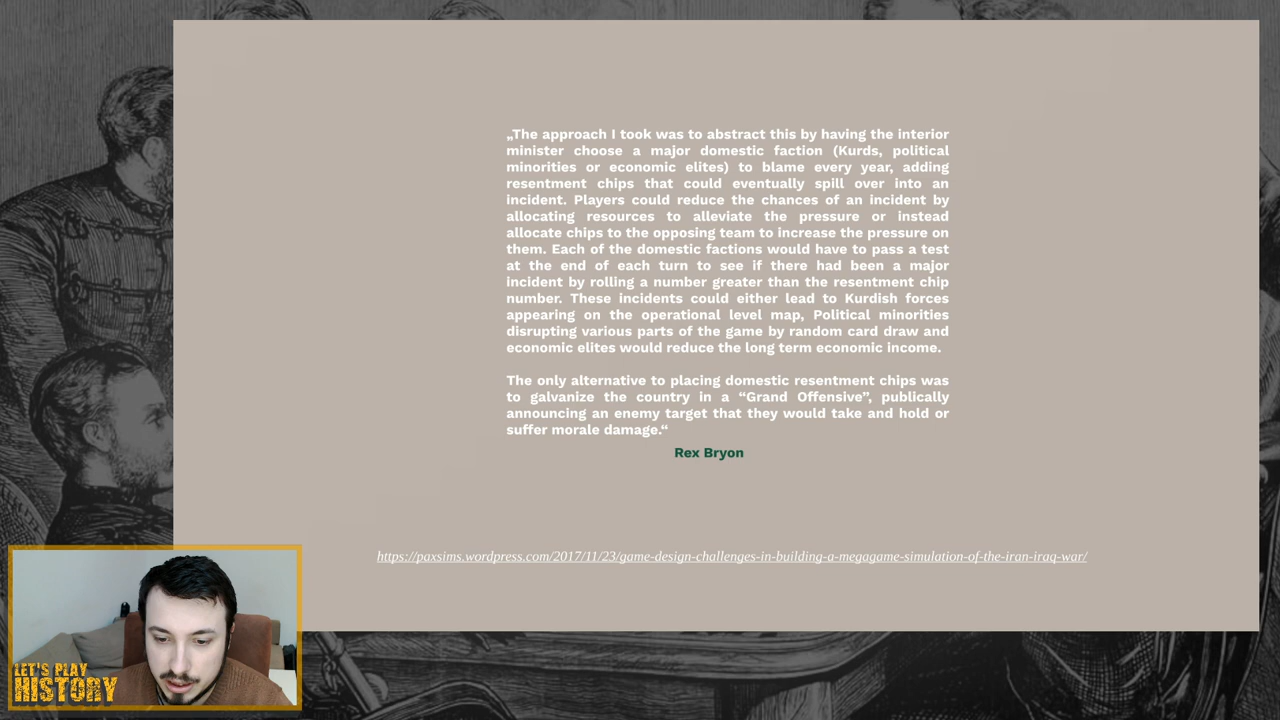 „The approach I took was to abstract this by having the interior
minister choose a major domestic faction (Kurds, political
minorities or economic elites) to blame every year, adding
resentment chips that could eventually spill over into an
incident. Players could reduce the chances of an incident by
allocating resources to alleviate the pressure or instead
allocate chips to the opposing team to increase the pressure on
them. Each of the domestic factions would have to pass a test
at the end of each turn to see if there had been a major
incident by rolling a number greater than the resentment chip
number. These incidents could either lead to Kurdish forces
appearing on the operational level map, Political minorities
disrupting various parts of the game by random card draw and
economic elites would reduce the long term economic income.
The only alternative to placing domestic resentment chips was
to galvanize the country in a “Grand Offensive”, publically
announcing an enemy target that they would take and hold or
suffer morale damage.“
Rex Bryon
https://paxsims.wordpress.com/2017/11/23/game-design-challenges-in-building-a-megagame-simulation-of-the-iran-iraq-war/
LET'S PLAY
HISTORY